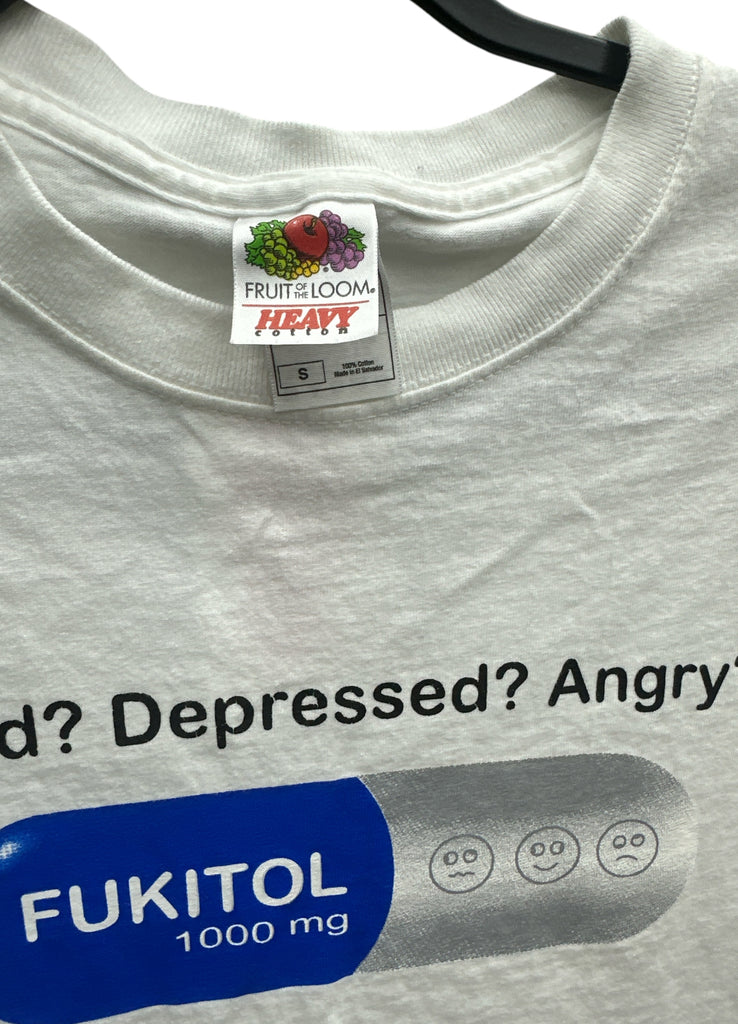 FRUIT OF THE LOOM®
HEAVY
cotton
S
100% Cotton
Made in El Salvador
d? Depressed? Angry?
FUKITOL
1000 mg